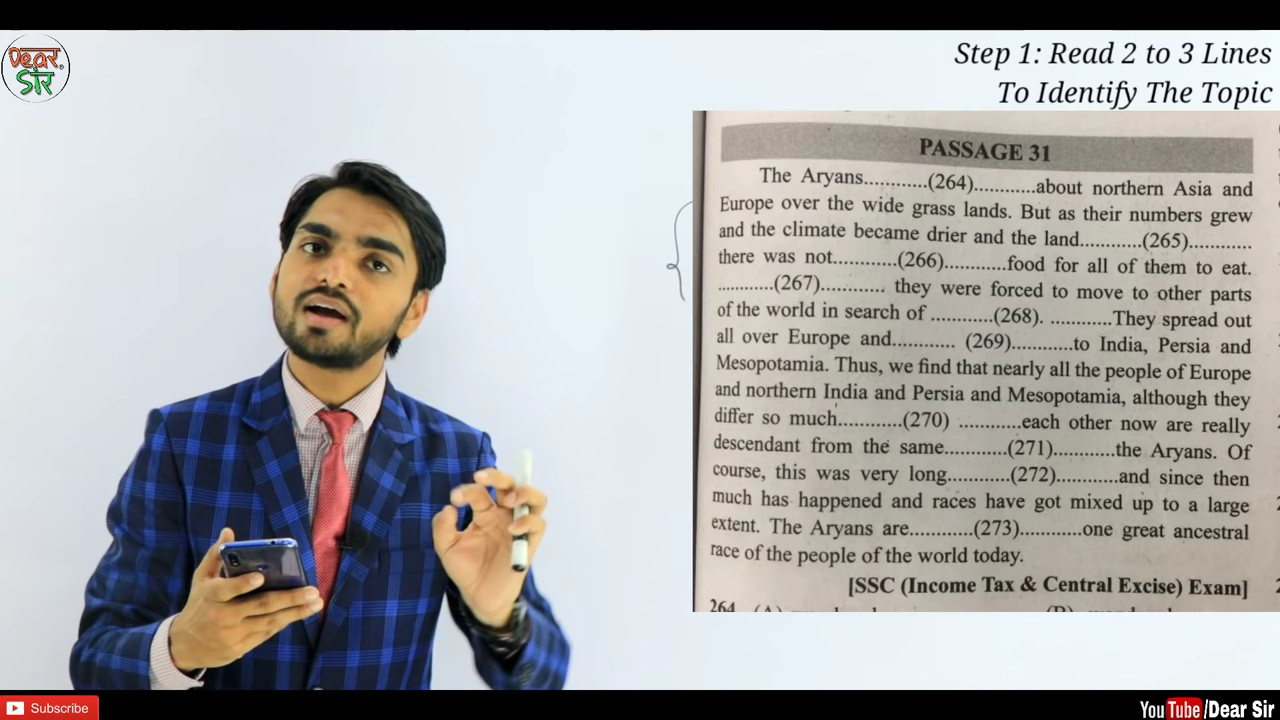 Dear
Sir
Step 1: Read 2 to 3 Lines
To Identify The Topic
PASSAGE 31
The Aryans............(264)............about northern Asia and
Europe over the wide grass lands. But as their numbers grew
and the climate became drier and the land............(265)............
there was not............(266)............food for all of them to eat.
............(267)............ they were forced to move to other parts
of the world in search of ............(268). ............They spread out
all over Europe and............ (269)............to India, Persia and
Mesopotamia. Thus, we find that nearly all the people of Europe
and northern India and Persia and Mesopotamia, although they
differ so much............(270) ............each other now are really
descendant from the same............(271)............the Aryans. Of
course, this was very long............(272)............and since then
much has happened and races have got mixed up to a large
extent. The Aryans are............(273)............one great ancestral
race of the people of the world today.
[SSC (Income Tax & Central Excise) Exam]
264 (A) (B)
Subscribe
YouTube/Dear Sir